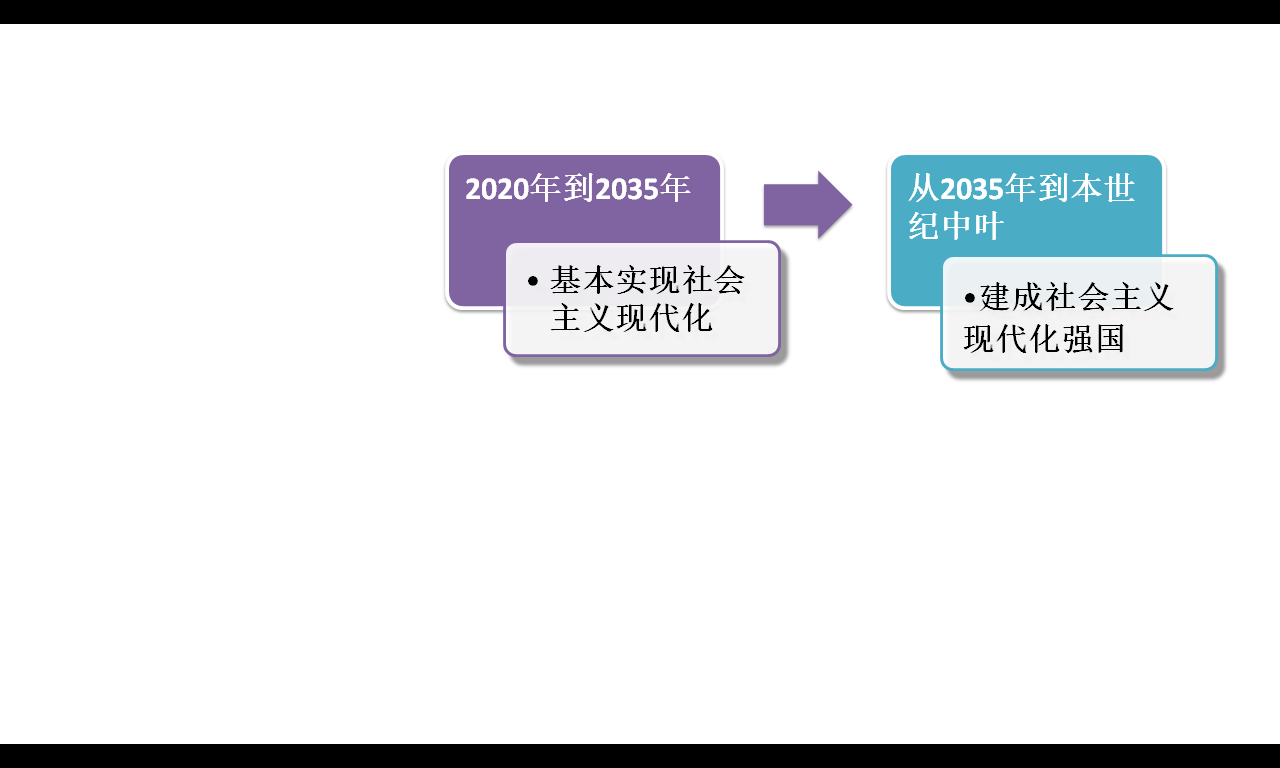 2020年到2035年
• 基本实现社会
主义现代化
从2035年到本世
纪中叶
•建成社会主义
现代化强国